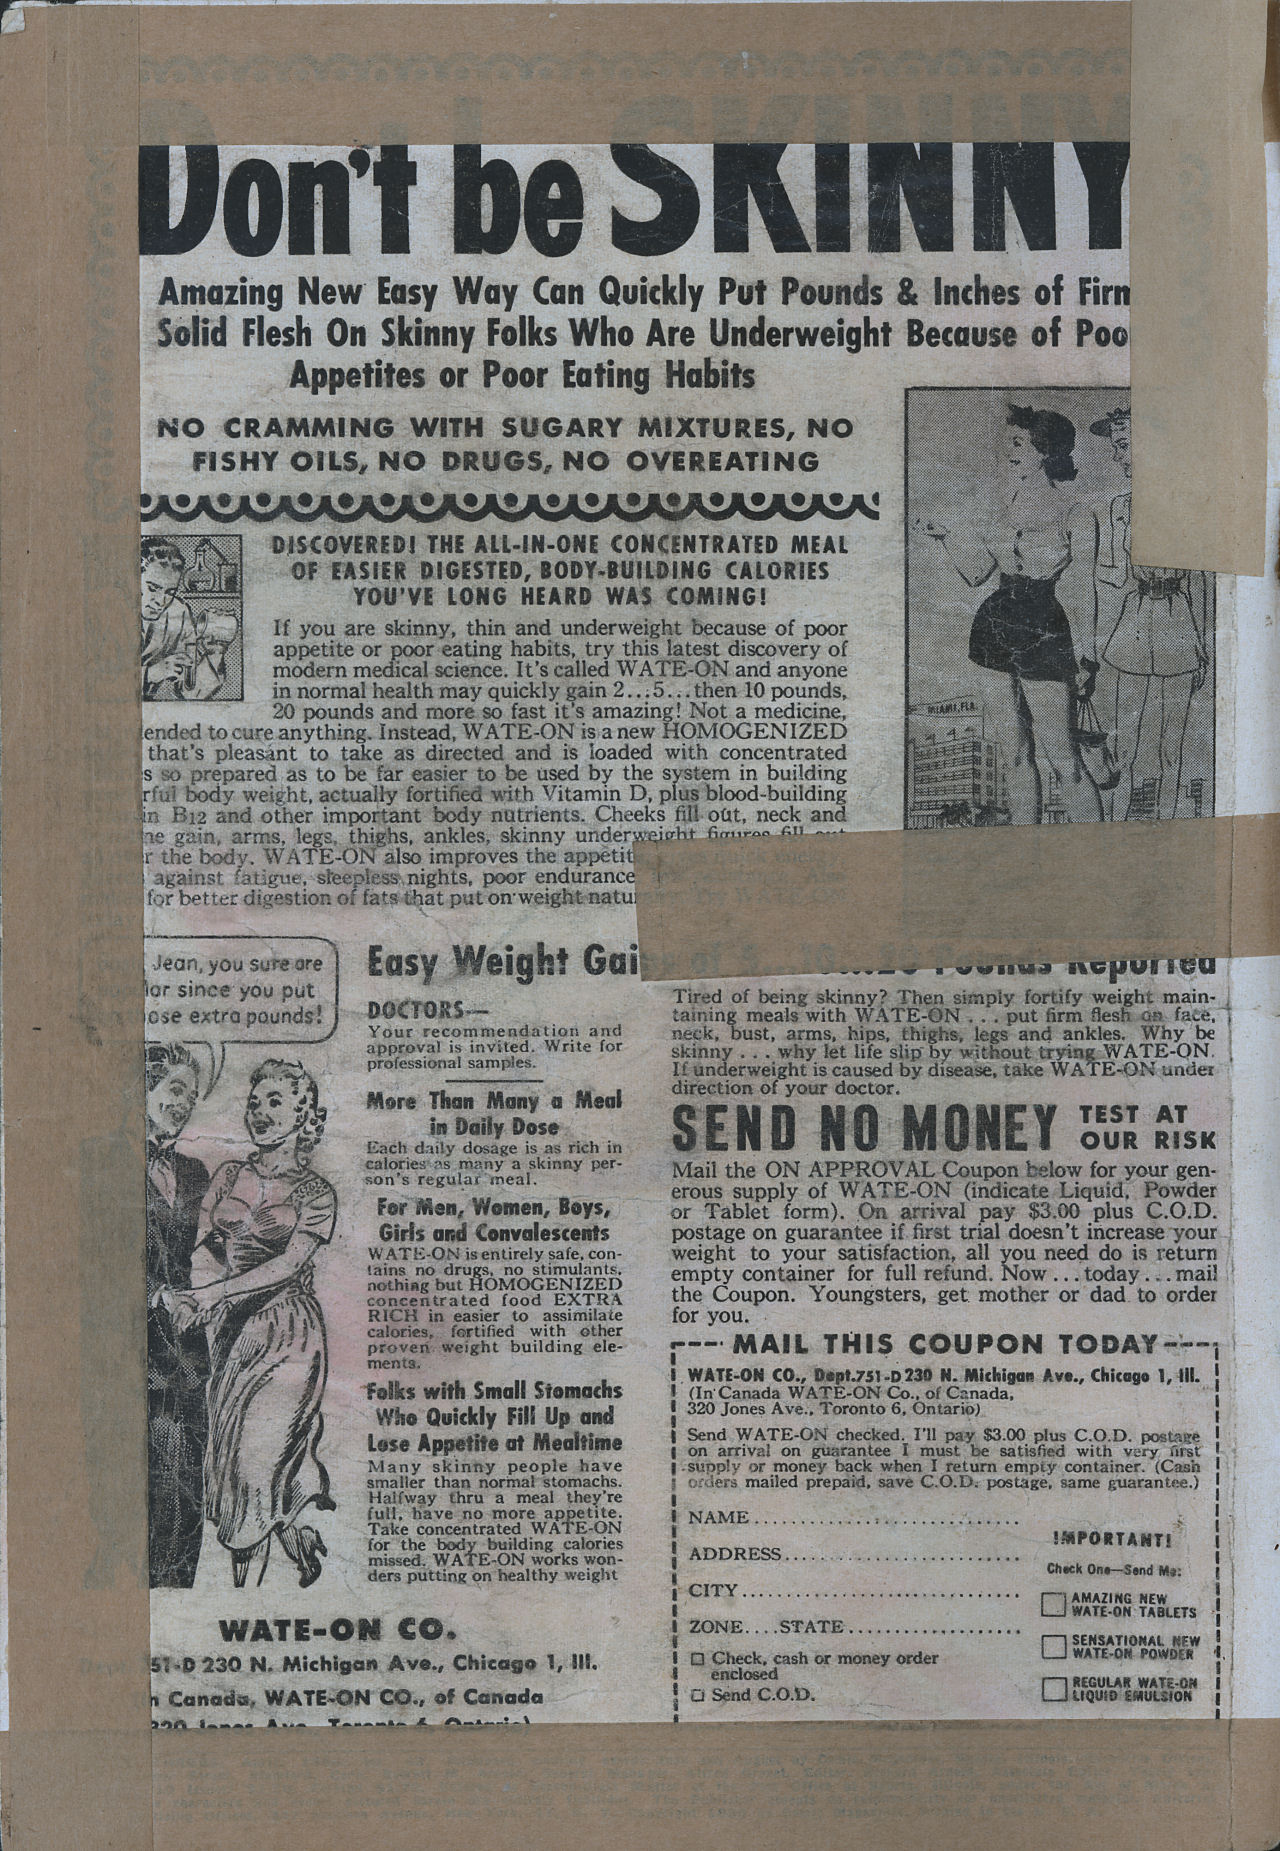 Don't be SKINNY
Amazing New Easy Way Can Quickly Put Pounds & Inches of Firm
Solid Flesh On Skinny Folks Who Are Underweight Because of Poo
Appetites or Poor Eating Habits
NO CRAMMING WITH SUGARY MIXTURES, NO
FISHY OILS, NO DRUGS, NO OVEREATING
DISCOVERED! THE ALL-IN-ONE CONCENTRATED MEAL
OF EASIER DIGESTED, BODY-BUILDING CALORIES
YOU'VE LONG HEARD WAS COMING!
If you are skinny, thin and underweight because of poor
appetite or poor eating habits, try this latest discovery of
modern medical science. It's called WATE-ON and anyone
in normal health may quickly gain 2...5...then 10 pounds,
20 pounds and more so fast it's amazing! Not a medicine,
ended to cure anything. Instead, WATE-ON is a new HOMOGENIZED
that's pleasant to take as directed and is loaded with concentrated
s so prepared as to be far easier to be used by the system in building
rful body weight, actually fortified with Vitamin D, plus blood-building
in B12 and other important body nutrients. Cheeks fill out, neck and
ne gain, arms, legs, thighs, ankles, skinny underweight figures fill out
r the body. WATE-ON also improves the appetit
against fatigue, sleepless nights, poor endurance
for better digestion of fats that put on weight natu
MIAMI, FLA.
Jean, you sure are
lar since you put
ose extra pounds!
Easy Weight Gai
Pounds Reported
DOCTORS—
Your recommendation and
approval is invited. Write for
professional samples.
More Than Many a Meal
in Daily Dose
Each daily dosage is as rich in
calories as many a skinny per-
son's regular meal.
For Men, Women, Boys,
Girls and Convalescents
WATE-ON is entirely safe, con-
tains no drugs, no stimulants,
nothing but HOMOGENIZED
concentrated food EXTRA
RICH in easier to assimilate
calories, fortified with other
proven weight building ele-
ments.
Folks with Small Stomachs
Who Quickly Fill Up and
Lose Appetite at Mealtime
Many skinny people have
smaller than normal stomachs.
Halfway thru a meal they're
full, have no more appetite.
Take concentrated WATE-ON
for the body building calories
missed. WATE-ON works won-
ders putting on healthy weight
WATE-ON CO.
51-D 230 N. Michigan Ave., Chicago 1, Ill.
n Canada, WATE-ON CO., of Canada
320 Jones Ave., Toronto 6, Ontario)
Tired of being skinny? Then simply fortify weight main-
taining meals with WATE-ON . . . put firm flesh on face,
neck, bust, arms, hips, thighs, legs and ankles. Why be
skinny . . . why let life slip by without trying WATE-ON.
If underweight is caused by disease, take WATE-ON under
direction of your doctor.
SEND NO MONEY TEST AT
OUR RISK
Mail the ON APPROVAL Coupon below for your gen-
erous supply of WATE-ON (indicate Liquid, Powder
or Tablet form). On arrival pay $3.00 plus C.O.D.
postage on guarantee if first trial doesn't increase your
weight to your satisfaction, all you need do is return
empty container for full refund. Now...today...mail
the Coupon. Youngsters, get mother or dad to order
for you.
MAIL THIS COUPON TODAY
WATE-ON CO., Dept.751-D 230 N. Michigan Ave., Chicago 1, Ill.
(In Canada WATE-ON Co., of Canada,
320 Jones Ave., Toronto 6, Ontario)
Send WATE-ON checked. I'll pay $3.00 plus C.O.D. postage
on arrival on guarantee I must be satisfied with very first
supply or money back when I return empty container. (Cash
orders mailed prepaid, save C.O.D. postage, same guarantee.)
NAME
ADDRESS
CITY
ZONE....STATE
Check, cash or money order
enclosed
Send C.O.D.
IMPORTANT!
Check One—Send Me:
AMAZING NEW
WATE-ON TABLETS
SENSATIONAL NEW
WATE-ON POWDER
REGULAR WATE-ON
LIQUID EMULSION